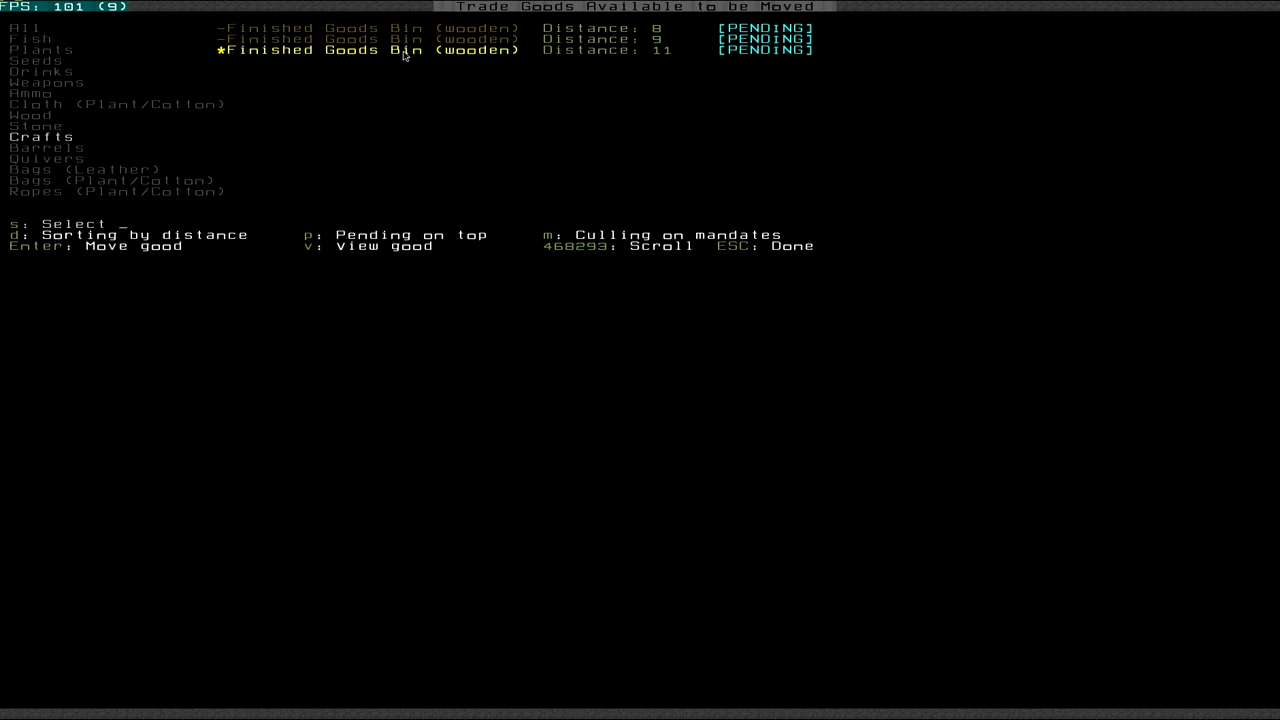 FPS: 101 (9) Trade Goods Available to be Moved
All -Finished Goods Bin (wooden) Distance: 8 [PENDING]
Fish -Finished Goods Bin (wooden) Distance: 9 [PENDING]
Plants *Finished Goods Bin (wooden) Distance: 11 [PENDING]
Seeds
Drinks
Weapons
Ammo
Cloth (Plant/Cotton)
Wood
Stone
Crafts
Barrels
Quivers
Bags (Leather)
Bags (Plant/Cotton)
Ropes (Plant/Cotton)
s: Select _
d: Sorting by distance p: Pending on top m: Culling on mandates
Enter: Move good v: View good 468293: Scroll ESC: Done